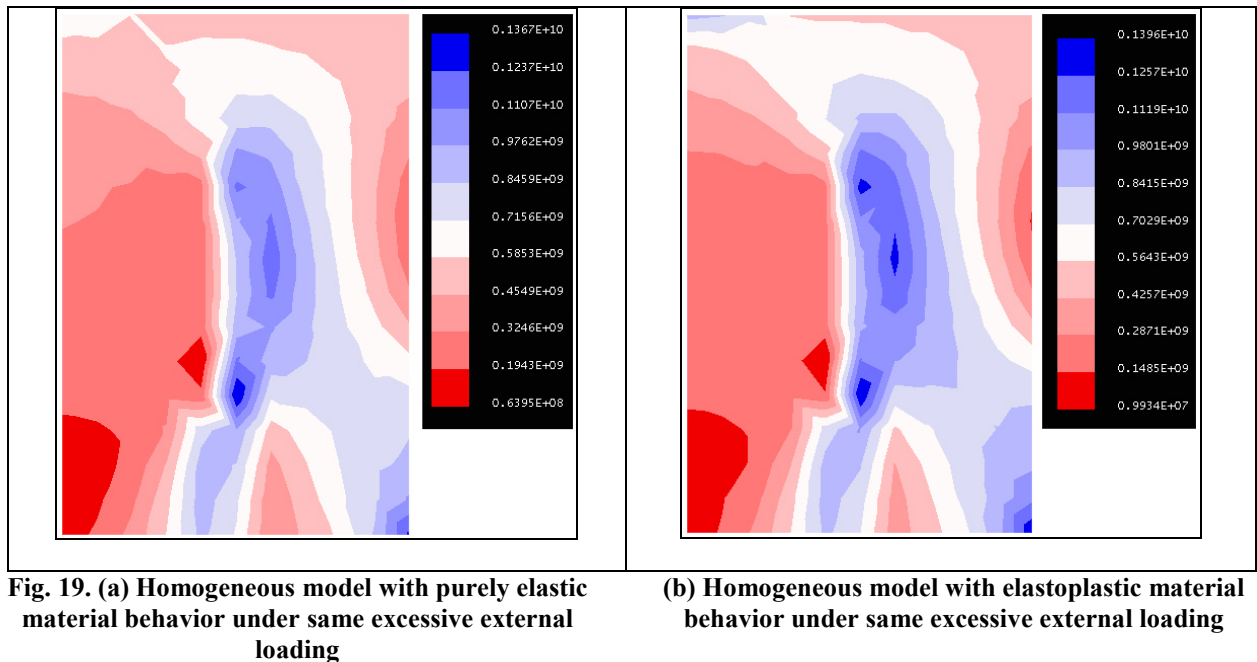 0.1367E+10
0.1237E+10
0.1107E+10
0.9762E+09
0.8459E+09
0.7156E+09
0.5853E+09
0.4549E+09
0.3246E+09
0.1943E+09
0.6395E+08
0.1396E+10
0.1257E+10
0.1119E+10
0.9801E+09
0.8415E+09
0.7029E+09
0.5643E+09
0.4257E+09
0.2871E+09
0.1485E+09
0.9934E+07
Fig. 19. (a) Homogeneous model with purely elastic
material behavior under same excessive external
loading
(b) Homogeneous model with elastoplastic material
behavior under same excessive external loading